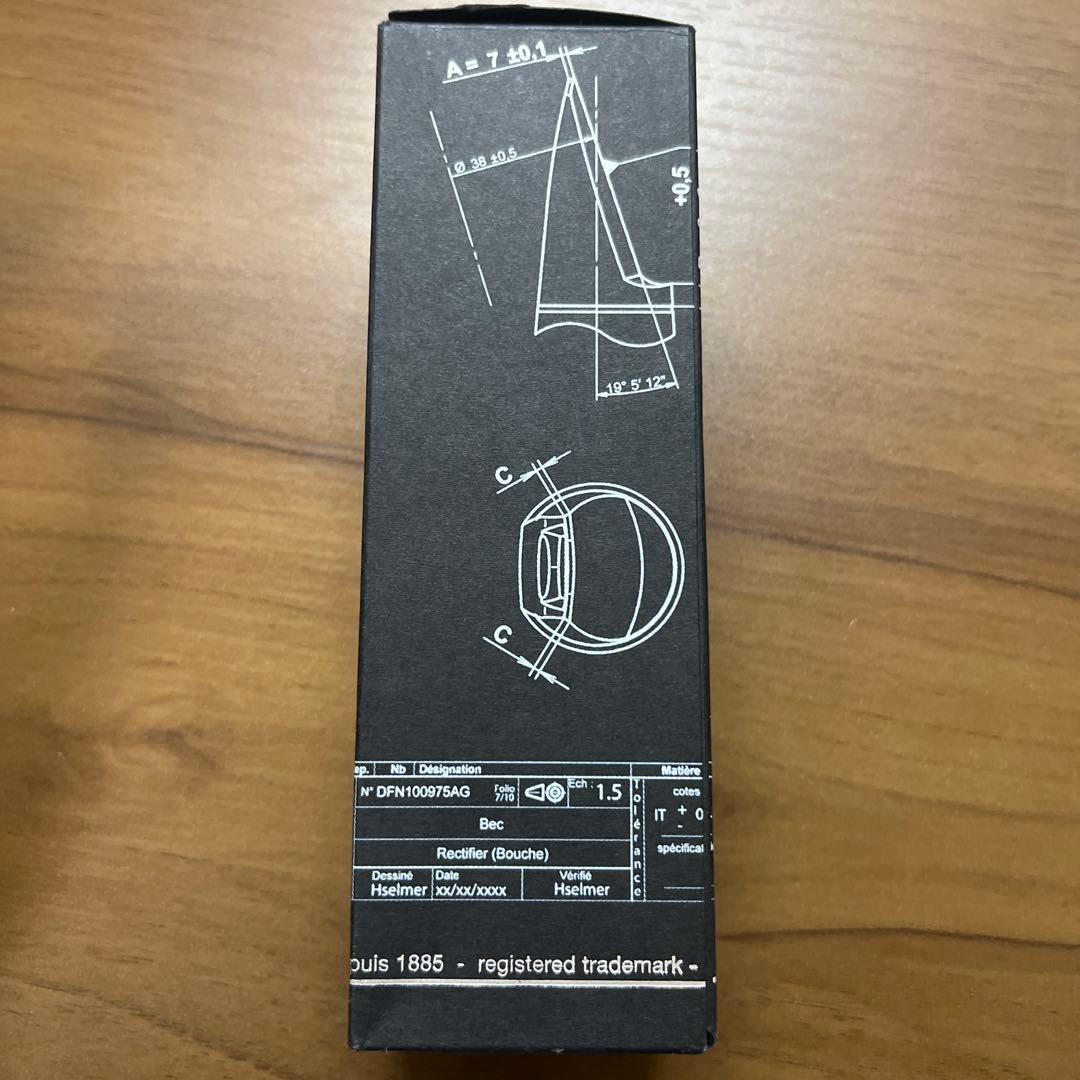 A = 7 ±0,1
Ø 38 ±0.5
+0,5
19° 5' 12"
C
C
ep. Nb Désignation Matière
N° DFN100975AG Folio 7/10 Ech : 1.5
Bec
Rectifier (Bouche)
Dessiné Hselmer Date xx/xx/xxxx Vérifié Hselmer
Tolérance
cotes
IT + - 0
spécifical
ouis 1885 - registered trademark -